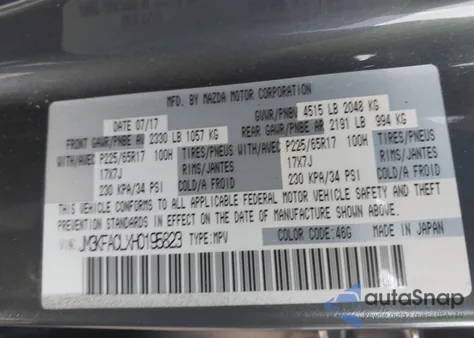 MFD. BY MAZDA MOTOR CORPORATION
DATE 07/17 GVWR/PNBV 4515 LB 2048 KG
FRONT GAWR/PNBE AV 2330 LB 1057 KG REAR GAWR/PNBE AR 2191 LB 994 KG
WITH/AVEC P225/65R17 100H TIRES/PNEUS WITH/AVEC P225/65R17 100H TIRES/PNEUS
17X7J RIMS/JANTES 17X7J RIMS/JANTES
230 KPA/34 PSI COLD/A FROID 230 KPA/34 PSI COLD/A FROID
THIS VEHICLE CONFORMS TO ALL APPLICABLE FEDERAL MOTOR VEHICLE SAFETY AND THEFT
PREVENTION STANDARDS IN EFFECT ON THE DATE OF MANUFACTURE SHOWN ABOVE.
VIN: JM3KFACLXH0195823 TYPE:MPV COLOR CODE:46G MADE IN JAPAN
autoSnap